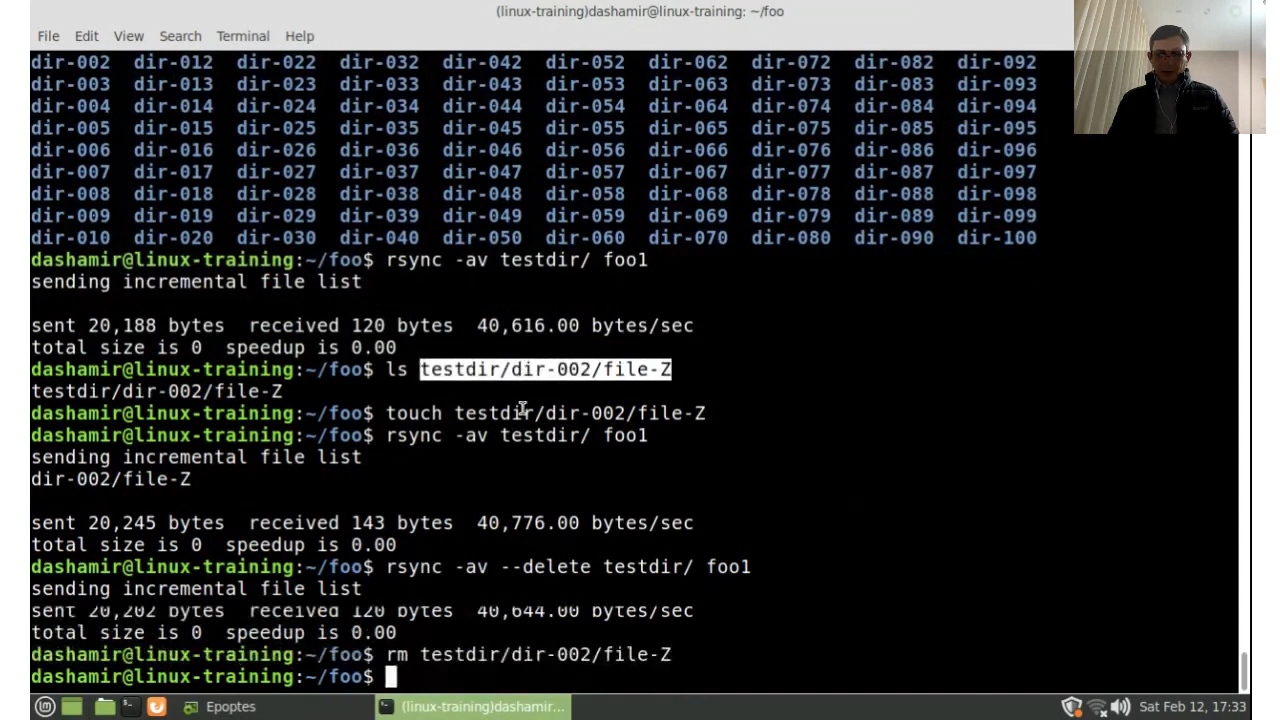 (linux-training)dashamir@linux-training: ~/foo
File Edit View Search Terminal Help
dir-002 dir-012 dir-022 dir-032 dir-042 dir-052 dir-062 dir-072 dir-082 dir-092
dir-003 dir-013 dir-023 dir-033 dir-043 dir-053 dir-063 dir-073 dir-083 dir-093
dir-004 dir-014 dir-024 dir-034 dir-044 dir-054 dir-064 dir-074 dir-084 dir-094
dir-005 dir-015 dir-025 dir-035 dir-045 dir-055 dir-065 dir-075 dir-085 dir-095
dir-006 dir-016 dir-026 dir-036 dir-046 dir-056 dir-066 dir-076 dir-086 dir-096
dir-007 dir-017 dir-027 dir-037 dir-047 dir-057 dir-067 dir-077 dir-087 dir-097
dir-008 dir-018 dir-028 dir-038 dir-048 dir-058 dir-068 dir-078 dir-088 dir-098
dir-009 dir-019 dir-029 dir-039 dir-049 dir-059 dir-069 dir-079 dir-089 dir-099
dir-010 dir-020 dir-030 dir-040 dir-050 dir-060 dir-070 dir-080 dir-090 dir-100
dashamir@linux-training:~/foo$ rsync -av testdir/ foo1
sending incremental file list
sent 20,188 bytes received 120 bytes 40,616.00 bytes/sec
total size is 0 speedup is 0.00
dashamir@linux-training:~/foo$ ls testdir/dir-002/file-Z
testdir/dir-002/file-Z
dashamir@linux-training:~/foo$ touch testdir/dir-002/file-Z
dashamir@linux-training:~/foo$ rsync -av testdir/ foo1
sending incremental file list
dir-002/file-Z
sent 20,245 bytes received 143 bytes 40,776.00 bytes/sec
total size is 0 speedup is 0.00
dashamir@linux-training:~/foo$ rsync -av --delete testdir/ foo1
sending incremental file list
sent 20,202 bytes received 120 bytes 40,644.00 bytes/sec
total size is 0 speedup is 0.00
dashamir@linux-training:~/foo$ rm testdir/dir-002/file-Z
dashamir@linux-training:~/foo$
Epoptes (linux-training)dashamir... Sat Feb 12, 17:33